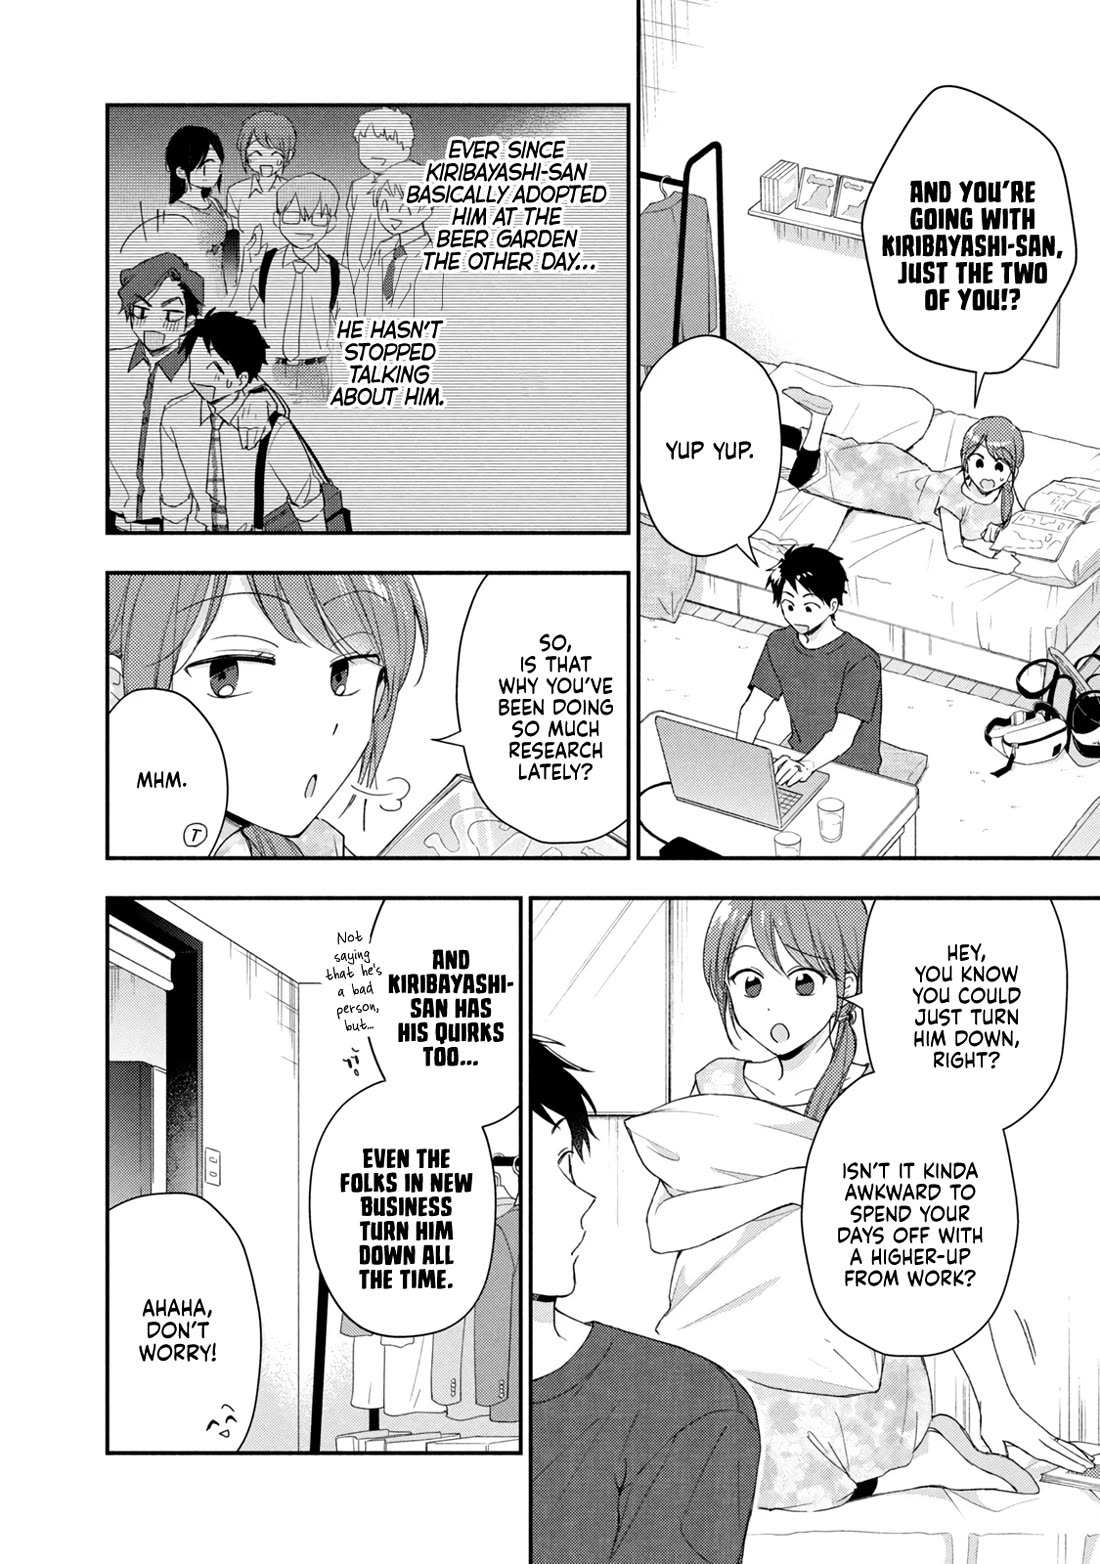 AND YOU'RE
GOING WITH
KIRIBAYASHI-SAN,
JUST THE TWO
OF YOU!?
YUP YUP.
EVER SINCE
KIRIBAYASHI-SAN
BASICALLY ADOPTED
HIM AT THE
BEER GARDEN
THE OTHER DAY...
HE HASN'T
STOPPED
TALKING
ABOUT HIM.
SO,
IS THAT
WHY YOU'VE
BEEN DOING
SO MUCH
RESEARCH
LATELY?
MHM.
T
HEY,
YOU KNOW
YOU COULD
JUST TURN
HIM DOWN,
RIGHT?
ISN'T IT KINDA
AWKWARD TO
SPEND YOUR
DAYS OFF WITH
A HIGHER-UP
FROM WORK?
AND
KIRIBAYASHI-
SAN HAS
HIS QUIRKS
TOO...
Not
saying
that he's
a bad
person,
but...
EVEN THE
FOLKS IN NEW
BUSINESS
TURN HIM
DOWN ALL
THE TIME.
AHAHA,
DON'T
WORRY!